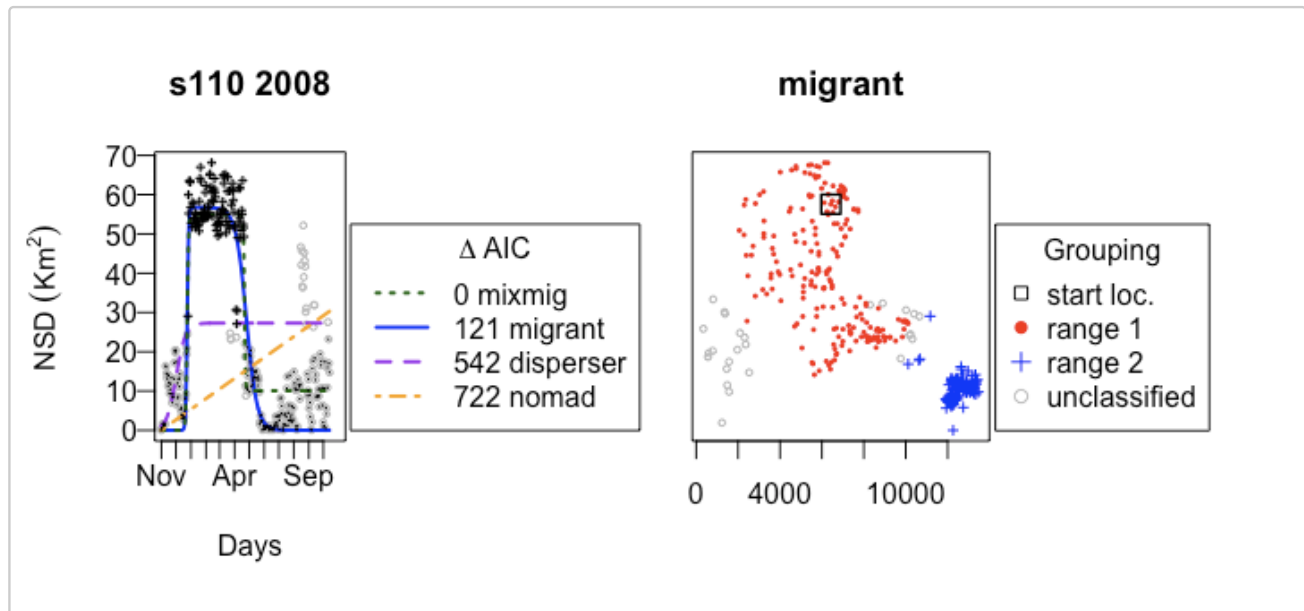 s110 2008
NSD (Km²)
70
60
50
40
30
20
10
0
Nov Apr Sep
Days
Δ AIC
0 mixmig
121 migrant
542 disperser
722 nomad
migrant
0 4000 10000
Grouping
start loc.
range 1
range 2
unclassified